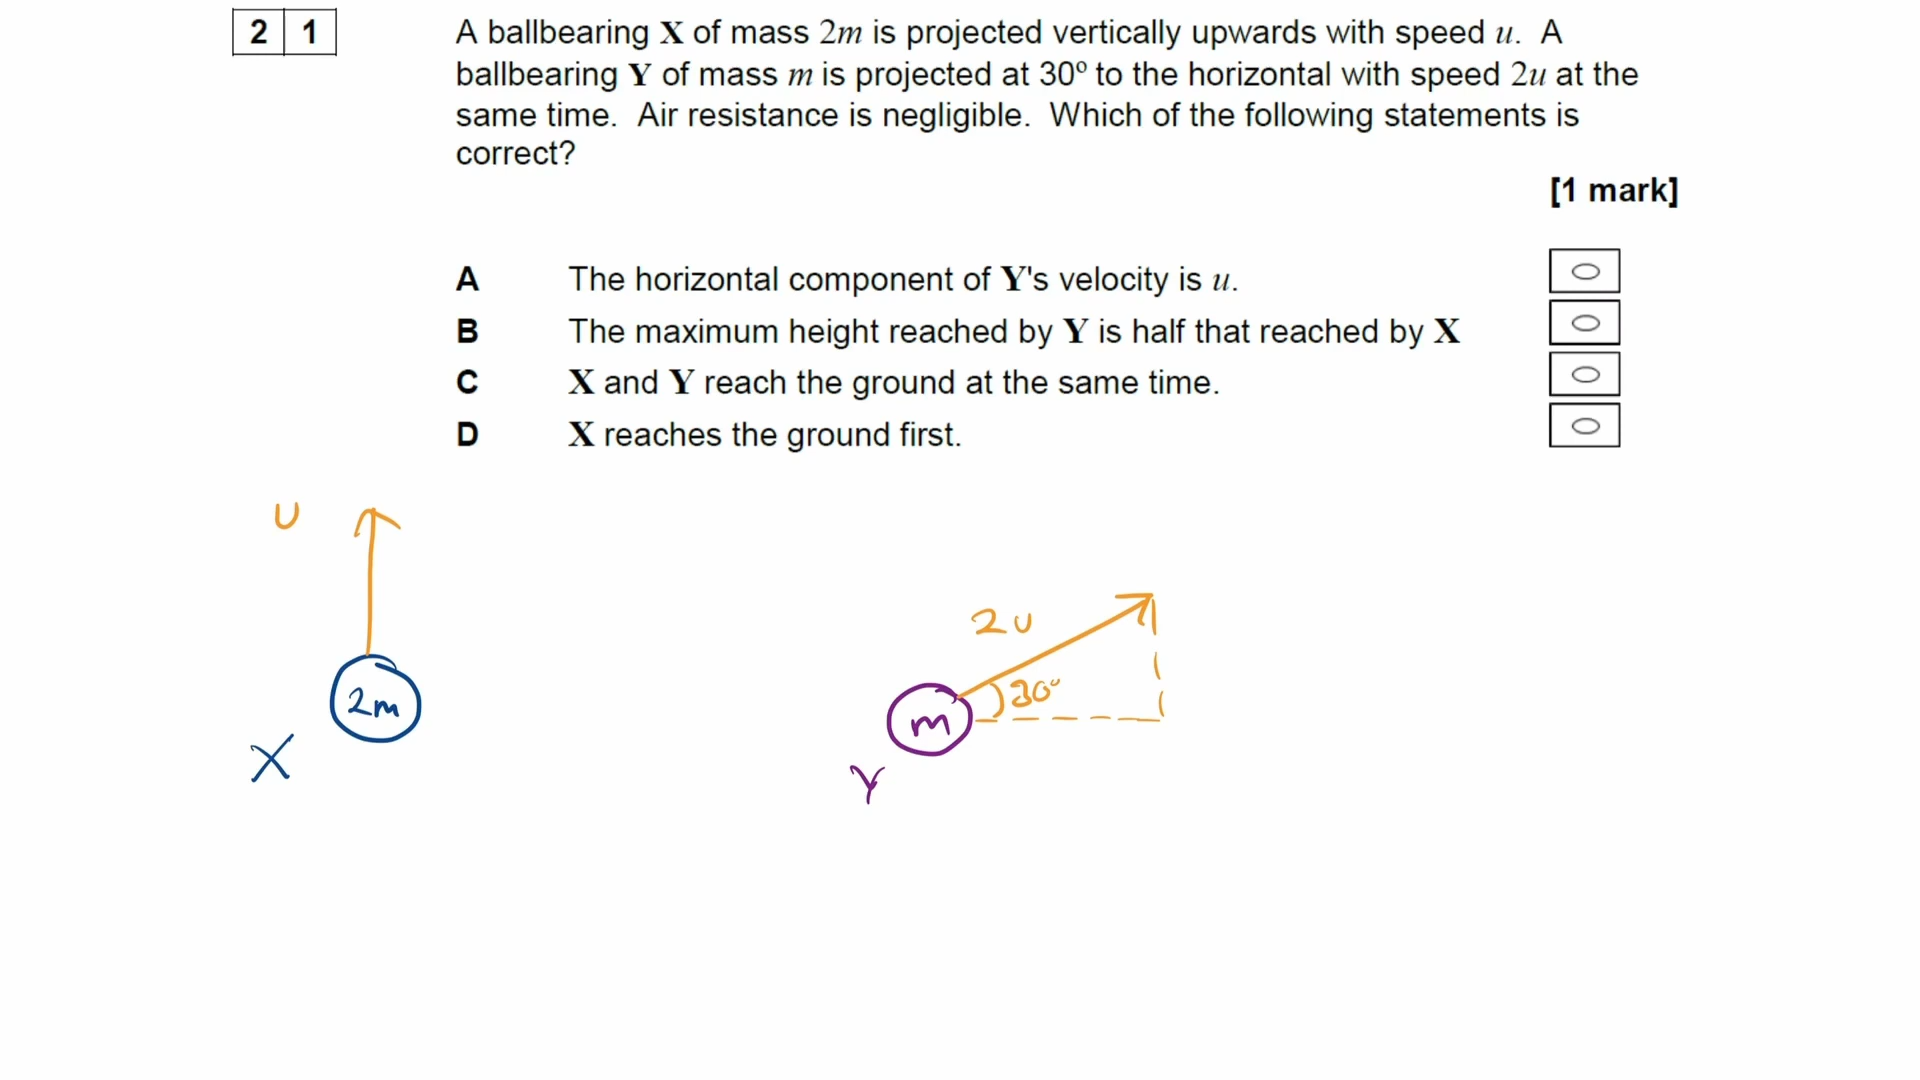 2 1
A ballbearing X of mass 2m is projected vertically upwards with speed u. A
ballbearing Y of mass m is projected at 30º to the horizontal with speed 2u at the
same time. Air resistance is negligible. Which of the following statements is
correct?
[1 mark]
A The horizontal component of Y's velocity is u.
B The maximum height reached by Y is half that reached by X
C X and Y reach the ground at the same time.
D X reaches the ground first.
U
2m
X
2u
30°
m
Y